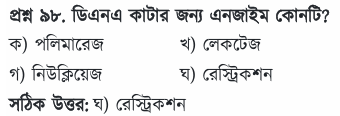 প্রশ্ন ৯৮. ডিএনএ কাটার জন্য এনজাইম কোনটি?
ক) পলিমারেজ খ) লেকটেজ
গ) নিউক্লিয়েজ ঘ) রেস্ট্রিকশন
সঠিক উত্তর: ঘ) রেস্ট্রিকশন